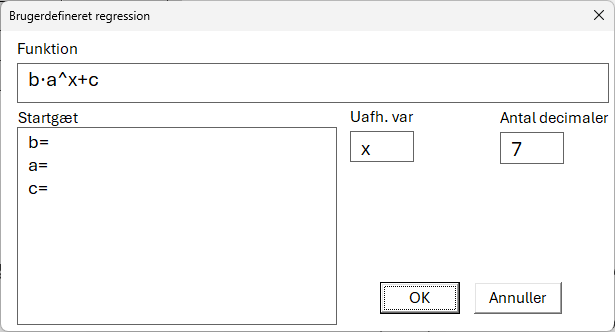 Brugerdefineret regression
Funktion
b·a^x+c
Startgæt
Uafh. var
Antal decimaler
b=
a=
c=
x
7
OK
Annuller